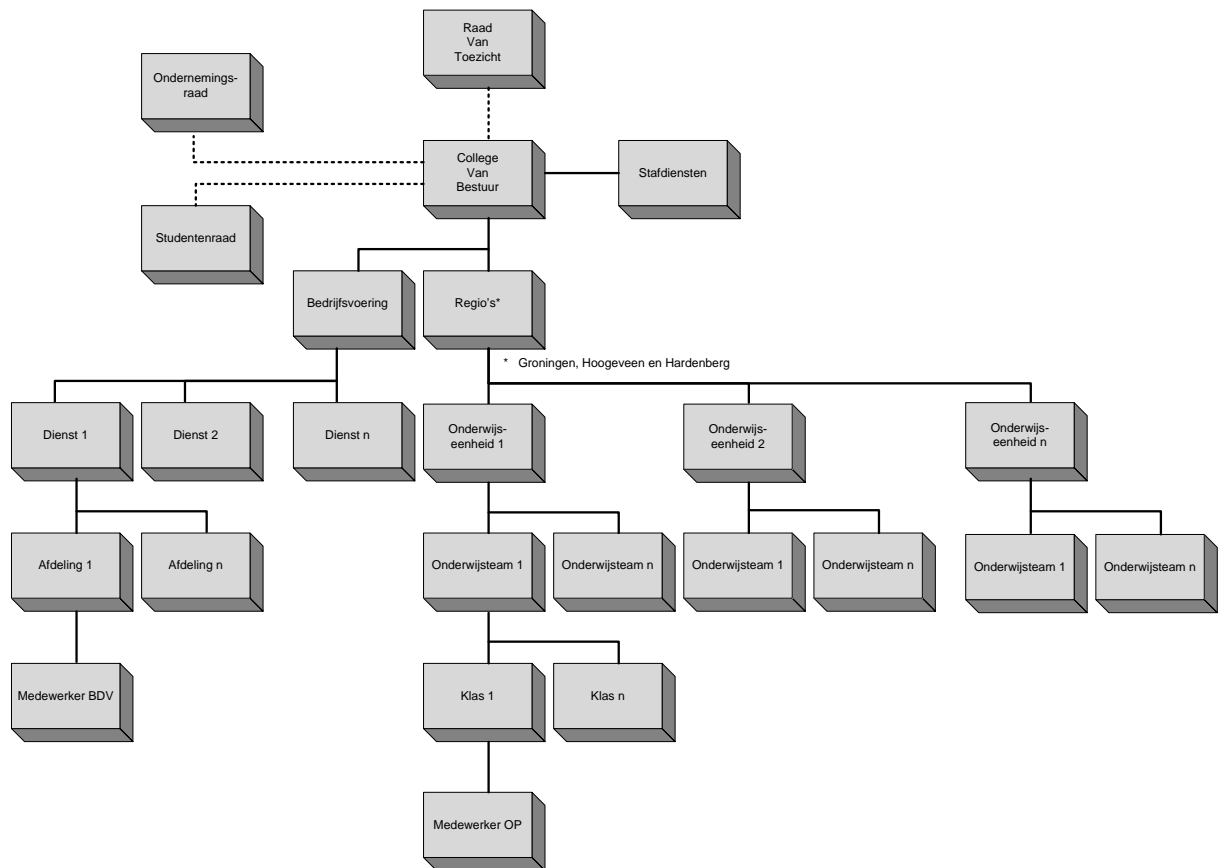 Raad
Van
Toezicht
Ondernemings-
raad
College
Van
Bestuur
Stafdiensten
Studentenraad
Bedrijfsvoering
Regio's*
* Groningen, Hoogeveen en Hardenberg
Dienst 1
Dienst 2
Dienst n
Onderwijs-
eenheid 1
Onderwijs-
eenheid 2
Onderwijs-
eenheid n
Afdeling 1
Afdeling n
Onderwijsteam 1
Onderwijsteam n
Onderwijsteam 1
Onderwijsteam n
Onderwijsteam 1
Onderwijsteam n
Medewerker BDV
Klas 1
Klas n
Medewerker OP